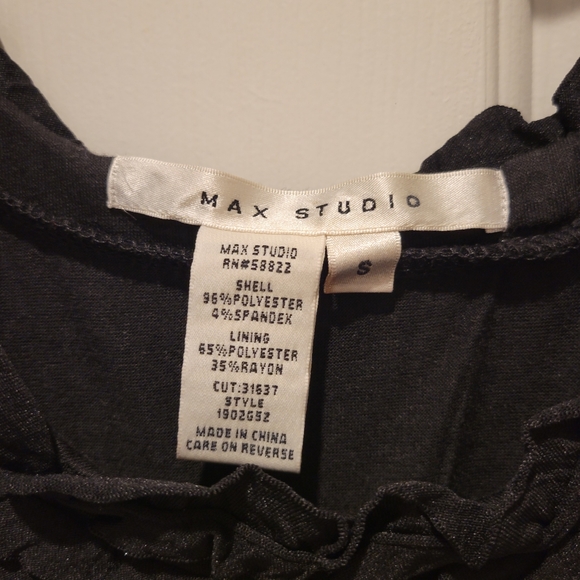 MAX STUDIO
S
MAX STUDIO
RN#58822
SHELL
96%POLYESTER
4%SPANDEX
LINING
65%POLYESTER
35%RAYON
CUT:31637
STYLE
1902G52
MADE IN CHINA
CARE ON REVERSE